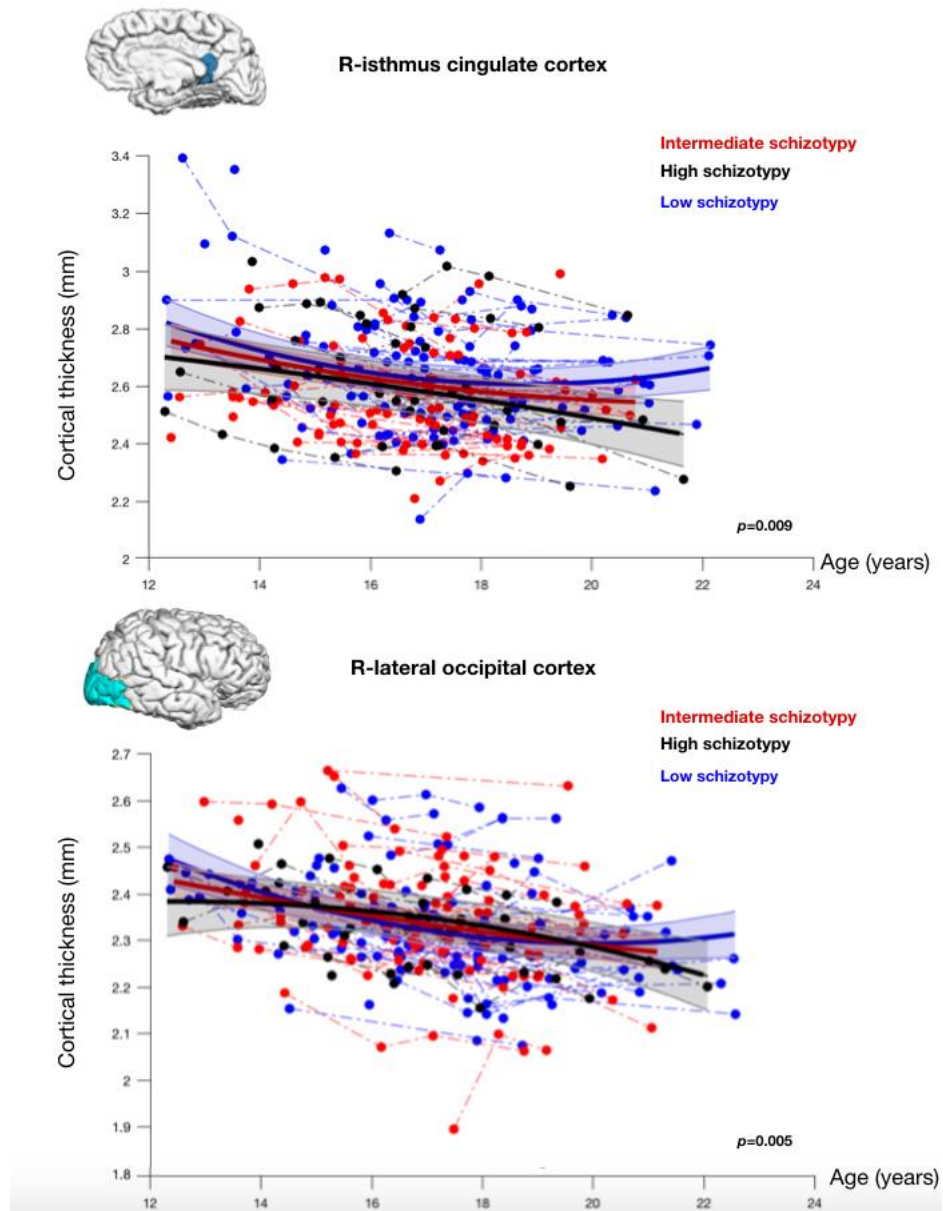 R-isthmus cingulate cortex
Intermediate schizotypy
High schizotypy
Low schizotypy
3.4
3.2
3
2.8
2.6
2.4
2.2
2
Cortical thickness (mm)
p=0.009
12 14 16 18 20 22 24
Age (years)
R-lateral occipital cortex
Intermediate schizotypy
High schizotypy
Low schizotypy
2.7
2.6
2.5
2.4
2.3
2.2
2.1
2
1.9
1.8
Cortical thickness (mm)
p=0.005
12 14 16 18 20 22 24
Age (years)